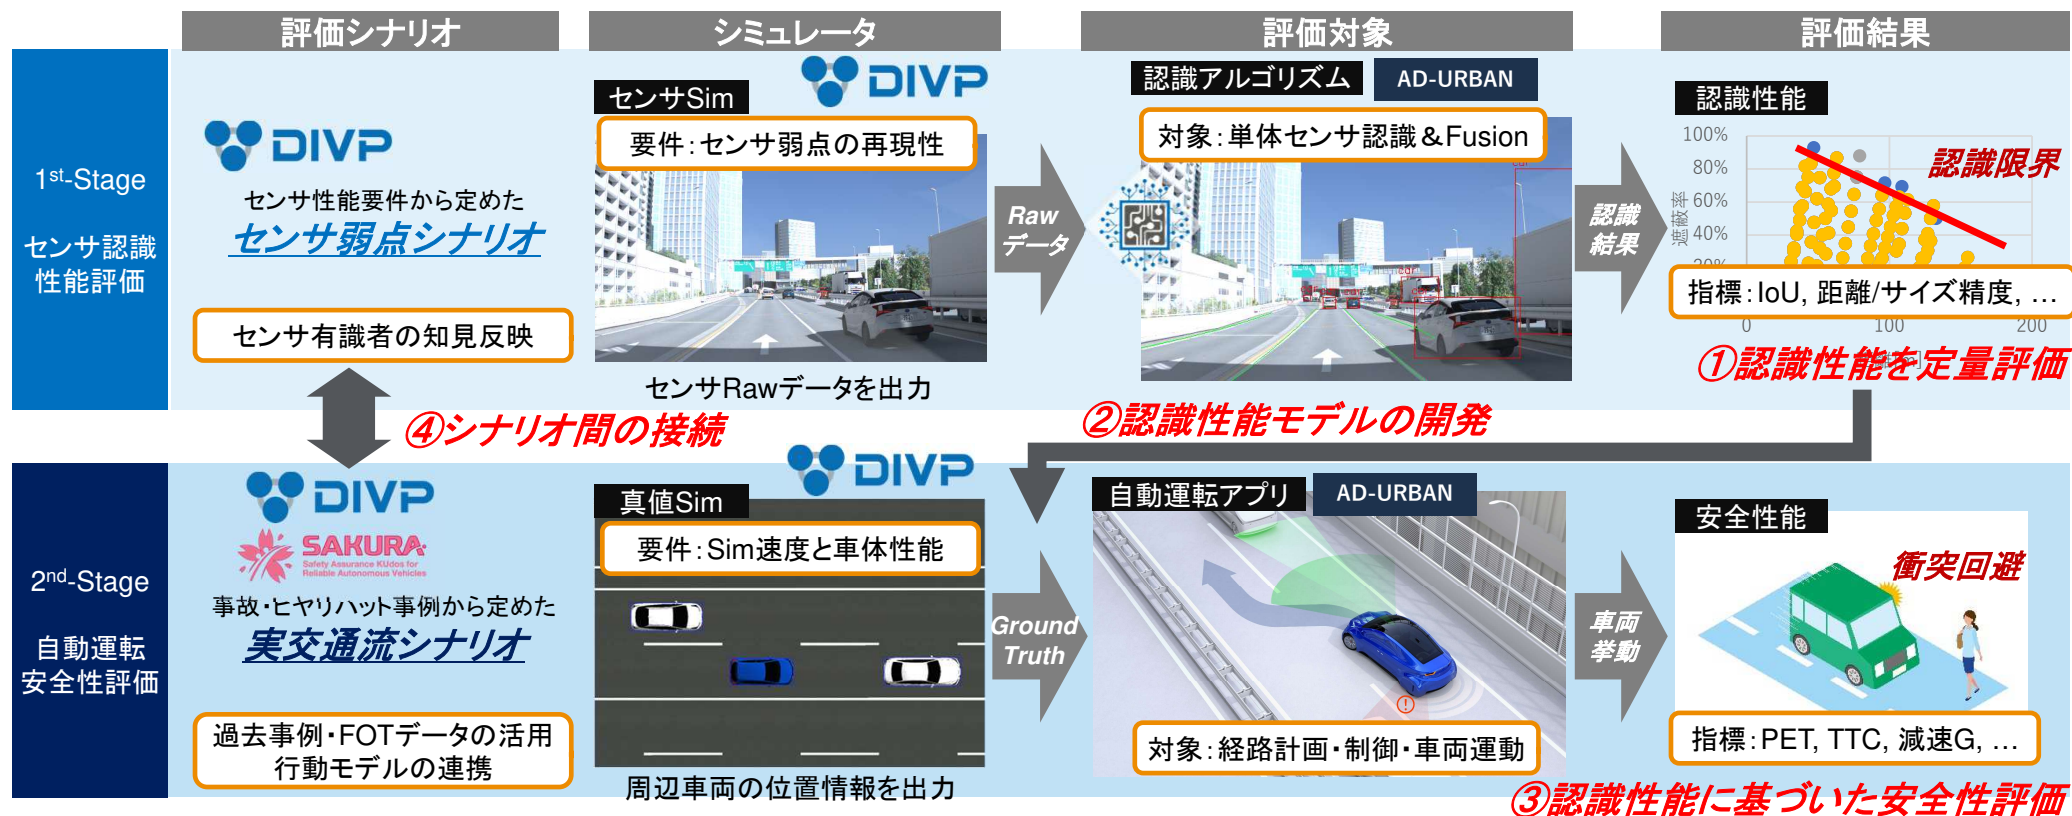 評価シナリオ
シミュレータ
評価対象
評価結果
1st-Stage
センサ認識
性能評価
DIVP
センサ性能要件から定めた
センサ弱点シナリオ
センサ有識者の知見反映
センサSim
DIVP
要件：センサ弱点の再現性
センサRawデータを出力
Raw
データ
認識アルゴリズム
AD-URBAN
対象：単体センサ認識＆Fusion
認識
結果
認識性能
100%
80%
60%
40%
20%
遮蔽率
認識限界
指標：IoU, 距離/サイズ精度, …
0
100
200
①認識性能を定量評価
④シナリオ間の接続
②認識性能モデルの開発
2nd-Stage
自動運転
安全性評価
DIVP
SAKURA
Safety Assurance KUdos for
Reliable Autonomous Vehicles
事故・ヒヤリハット事例から定めた
実交通流シナリオ
過去事例・FOTデータの活用
行動モデルの連携
真値Sim
DIVP
要件：Sim速度と車体性能
周辺車両の位置情報を出力
Ground
Truth
自動運転アプリ
AD-URBAN
対象：経路計画・制御・車両運動
車両
挙動
安全性能
衝突回避
指標：PET, TTC, 減速G, …
③認識性能に基づいた安全性評価